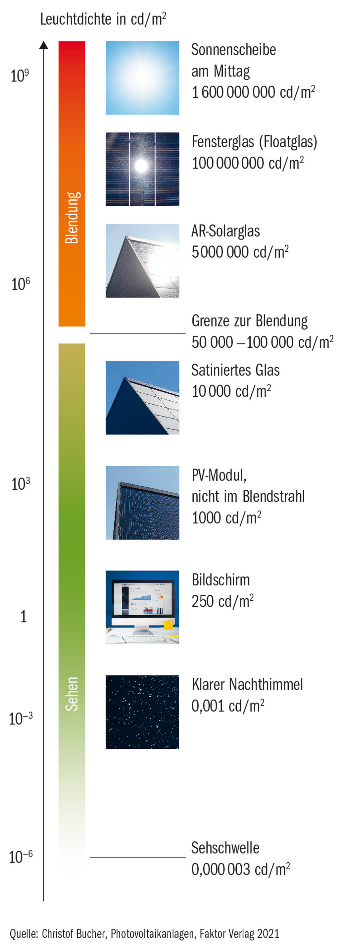 Leuchtdichte in cd/m²
10⁹
Sonnenscheibe
am Mittag
1 600 000 000 cd/m²
Fensterglas (Floatglas)
100 000 000 cd/m²
Blendung
AR-Solarglas
5 000 000 cd/m²
10⁶
Grenze zur Blendung
50 000 – 100 000 cd/m²
Satiniertes Glas
10 000 cd/m²
10³
PV-Modul,
nicht im Blendstrahl
1000 cd/m²
Bildschirm
250 cd/m²
1
Sehen
Klarer Nachthimmel
0,001 cd/m²
10⁻³
10⁻⁶
Sehschwelle
0,000 003 cd/m²
Quelle: Christof Bucher, Photovoltaikanlagen, Faktor Verlag 2021